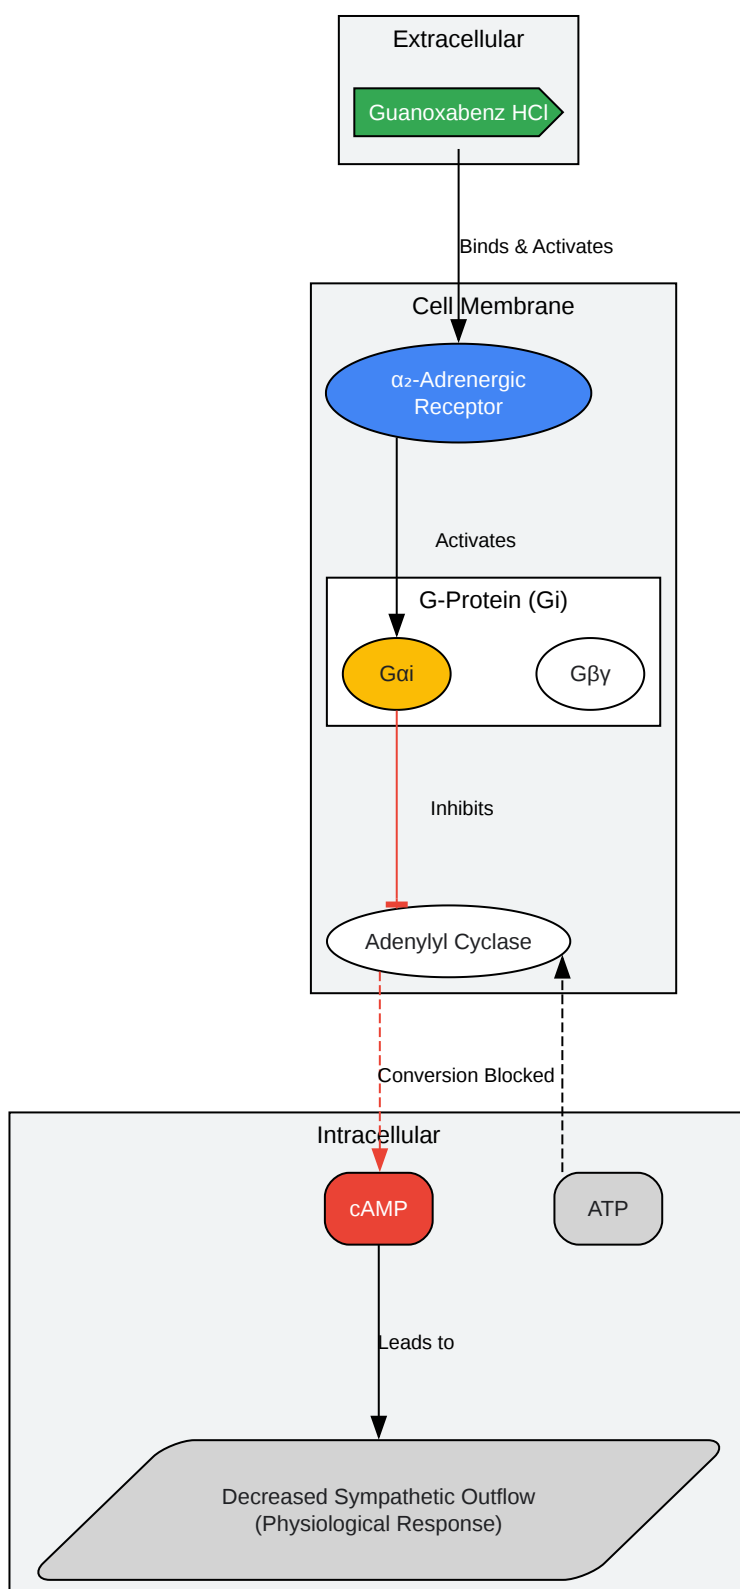 Extracellular
Guanoxabenz HCl
Binds & Activates
Cell Membrane
α₂-Adrenergic
Receptor
Activates
G-Protein (Gi)
Gαi
Gβγ
Inhibits
Adenylyl Cyclase
Conversion Blocked
Intracellular
cAMP
ATP
Leads to
Decreased Sympathetic Outflow
(Physiological Response)